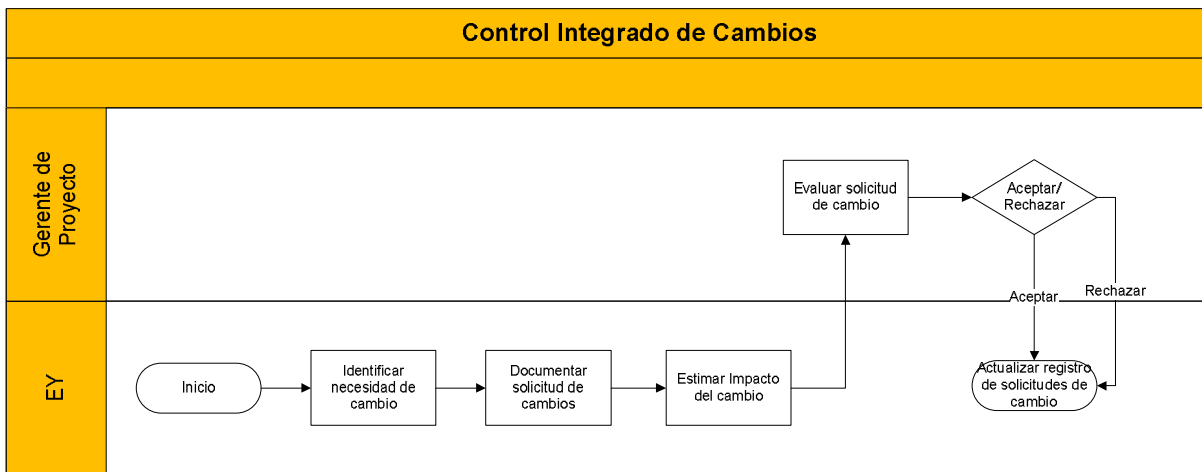 Control Integrado de Cambios
Gerente de
Proyecto
Evaluar solicitud
de cambio
Aceptar/
Rechazar
Aceptar
Rechazar
EY
Inicio
Identificar
necesidad de
cambio
Documentar
solicitud de
cambios
Estimar Impacto
del cambio
Actualizar registro
de solicitudes de
cambio